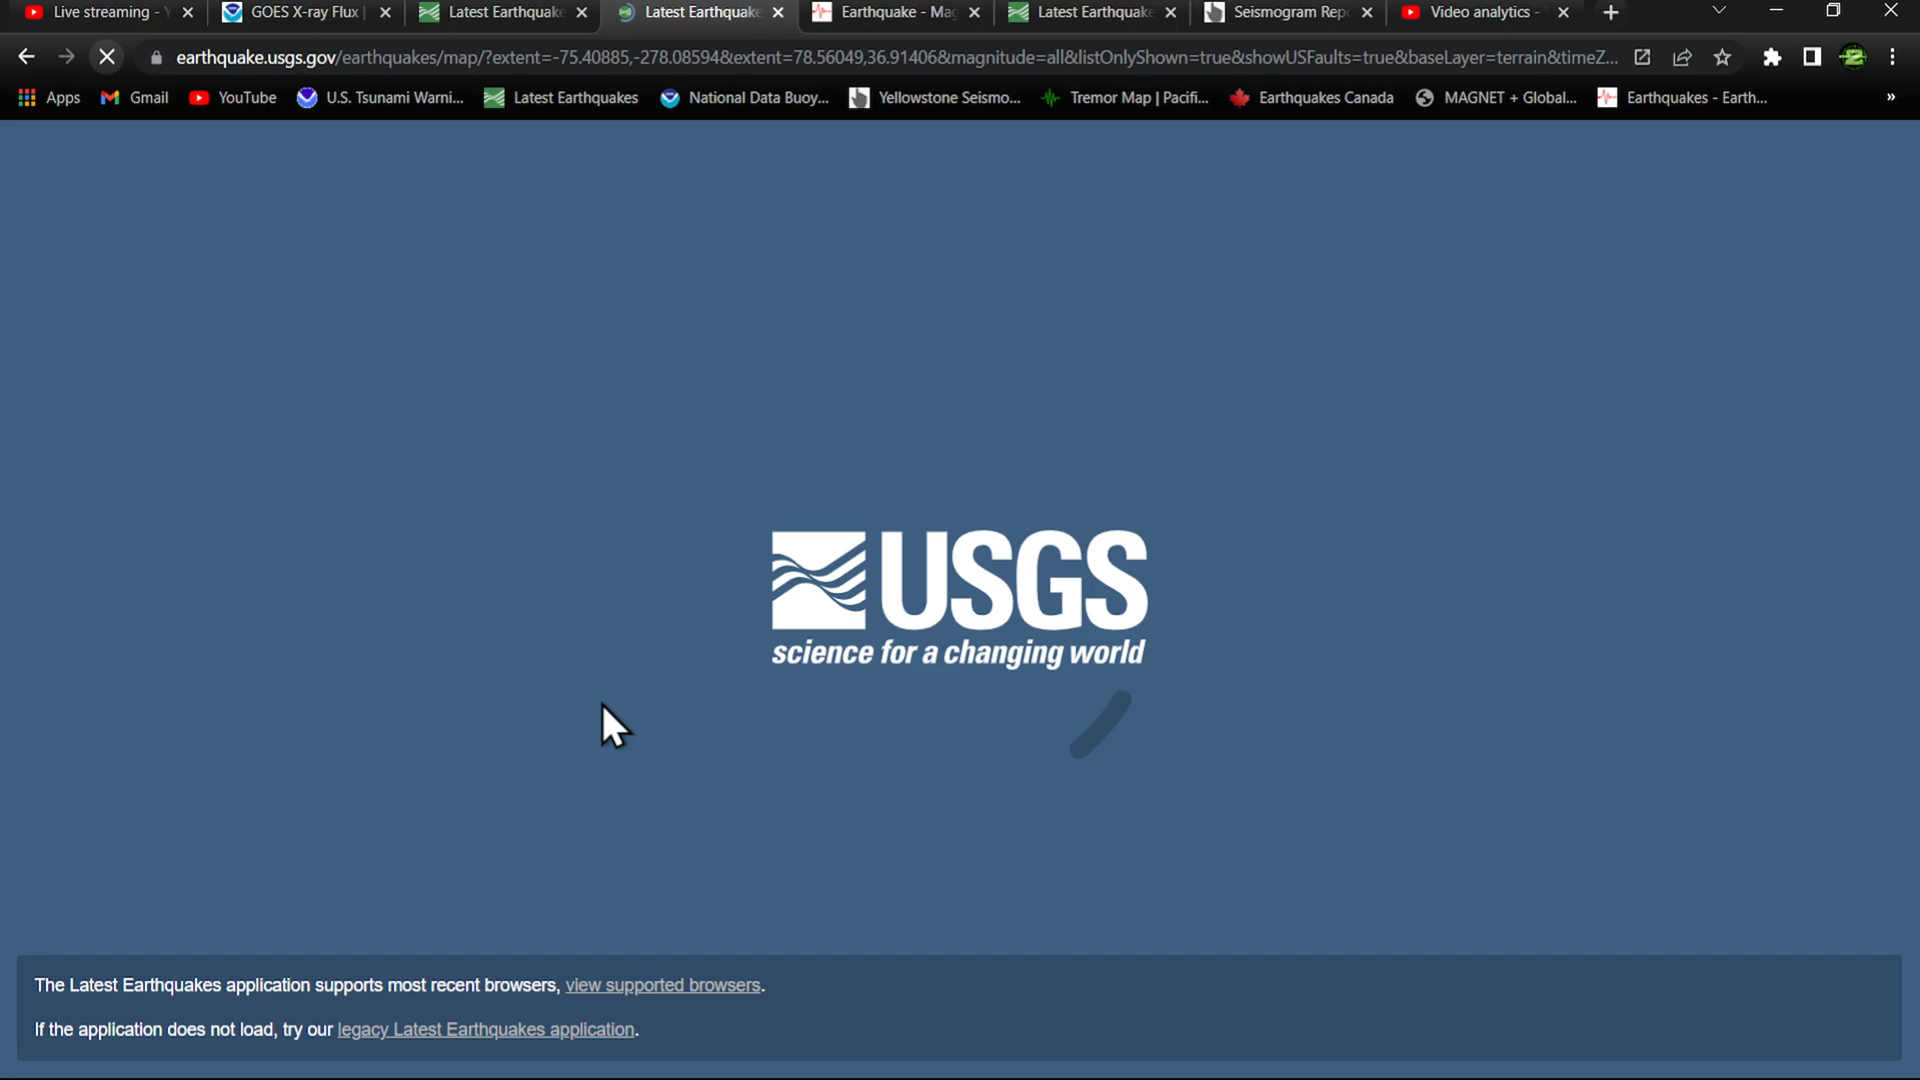 Live streaming - Y
GOES X-ray Flux |
Latest Earthquake
Latest Earthquake
Earthquake - Mag
Latest Earthquake
Seismogram Rep
Video analytics -
earthquake.usgs.gov/earthquakes/map/?extent=-75.40885,-278.08594&extent=78.56049,36.91406&magnitude=all&listOnlyShown=true&showUSFaults=true&baseLayer=terrain&timeZ...
Apps
Gmail
YouTube
U.S. Tsunami Warni...
Latest Earthquakes
National Data Buoy...
Yellowstone Seismo...
Tremor Map | Pacifi...
Earthquakes Canada
MAGNET + Global...
Earthquakes - Earth...
»
USGS
science for a changing world
The Latest Earthquakes application supports most recent browsers, view supported browsers.
If the application does not load, try our legacy Latest Earthquakes application.